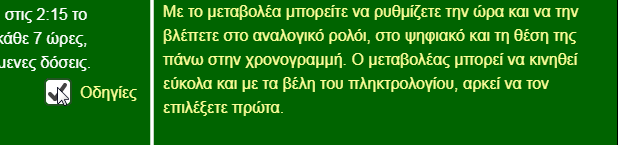 στις 2:15 το
κάθε 7 ώρες,
μενες δόσεις.
Οδηγίες
Με το μεταβολέα μπορείτε να ρυθμίζετε την ώρα και να την
βλέπετε στο αναλογικό ρολόι, στο ψηφιακό και τη θέση της
πάνω στην χρονογραμμή. Ο μεταβολέας μπορεί να κινηθεί
εύκολα και με τα βέλη του πληκτρολογίου, αρκεί να τον
επιλέξετε πρώτα.